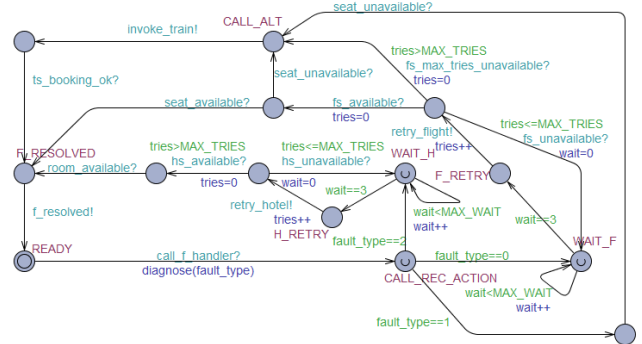 seat_unavailable?
CALL_ALT
invoke_train!
tries>MAX_TRIES
fs_max_tries_unavailable?
tries=0
seat_unavailable?
ts_booking_ok?
seat_available?
fs_available?
tries=0
tries<=MAX_TRIES
fs_unavailable?
wait=0
retry_flight!
tries++
F_RESOLVED
room_available?
tries>MAX_TRIES
hs_available?
tries=0
tries<=MAX_TRIES
hs_unavailable?
wait=0
WAIT_H
F_RETRY
wait==3
retry_hotel!
tries++
H_RETRY
wait<MAX_WAIT
wait++
wait==3
f_resolved!
READY
call_f_handler?
diagnose(fault_type)
fault_type==2
fault_type==0
WAIT_F
CALL_REC_ACTION
wait<MAX_WAIT
wait++
fault_type==1